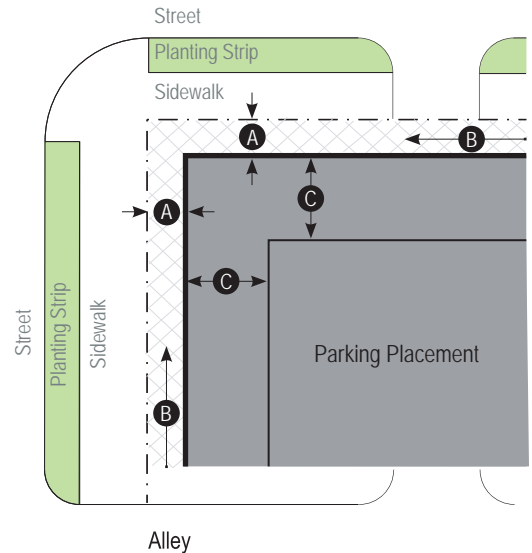 Street
Planting Strip
Sidewalk
A
B
C
A
C
Parking Placement
B
Street
Planting Strip
Sidewalk
Alley